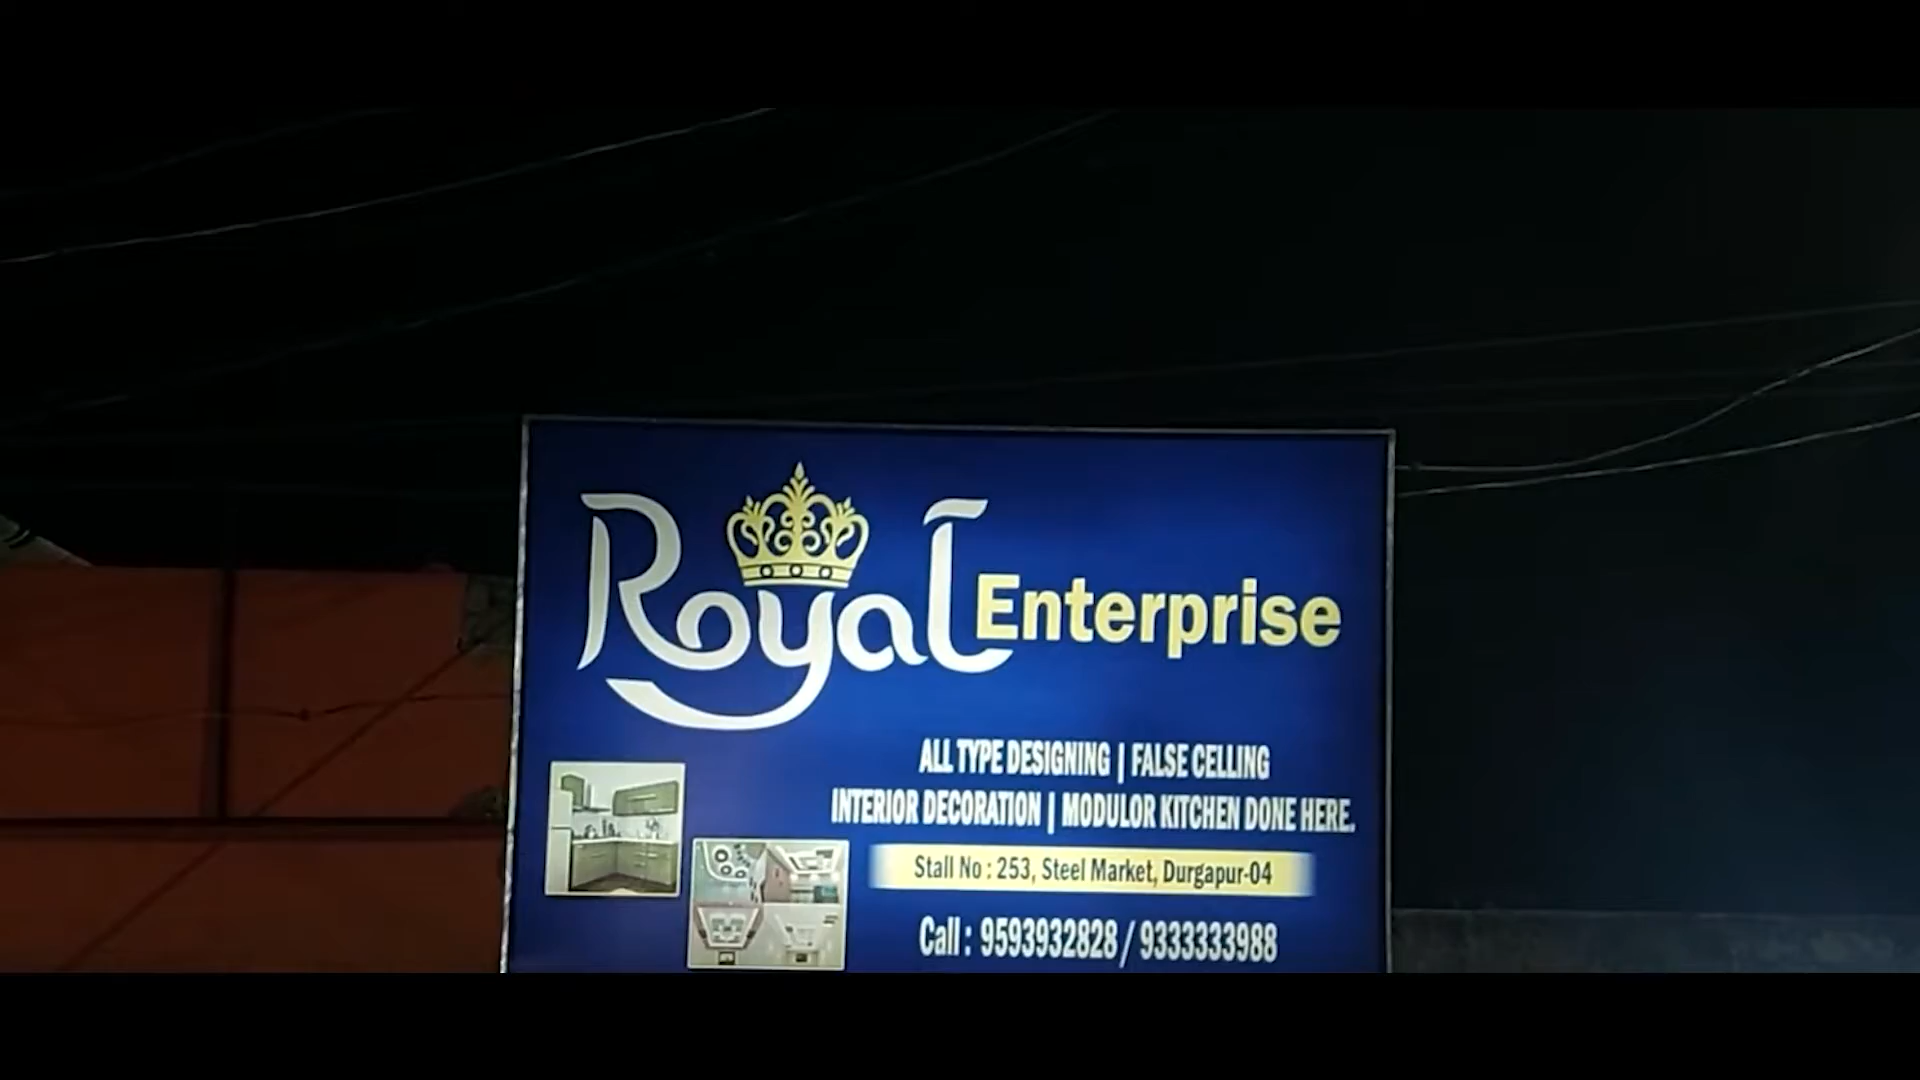 Royal Enterprise
ALL TYPE DESIGNING | FALSE CELLING
INTERIOR DECORATION | MODULOR KITCHEN DONE HERE.
Stall No : 253, Steel Market, Durgapur-04
Call : 9593932828 / 9333333988